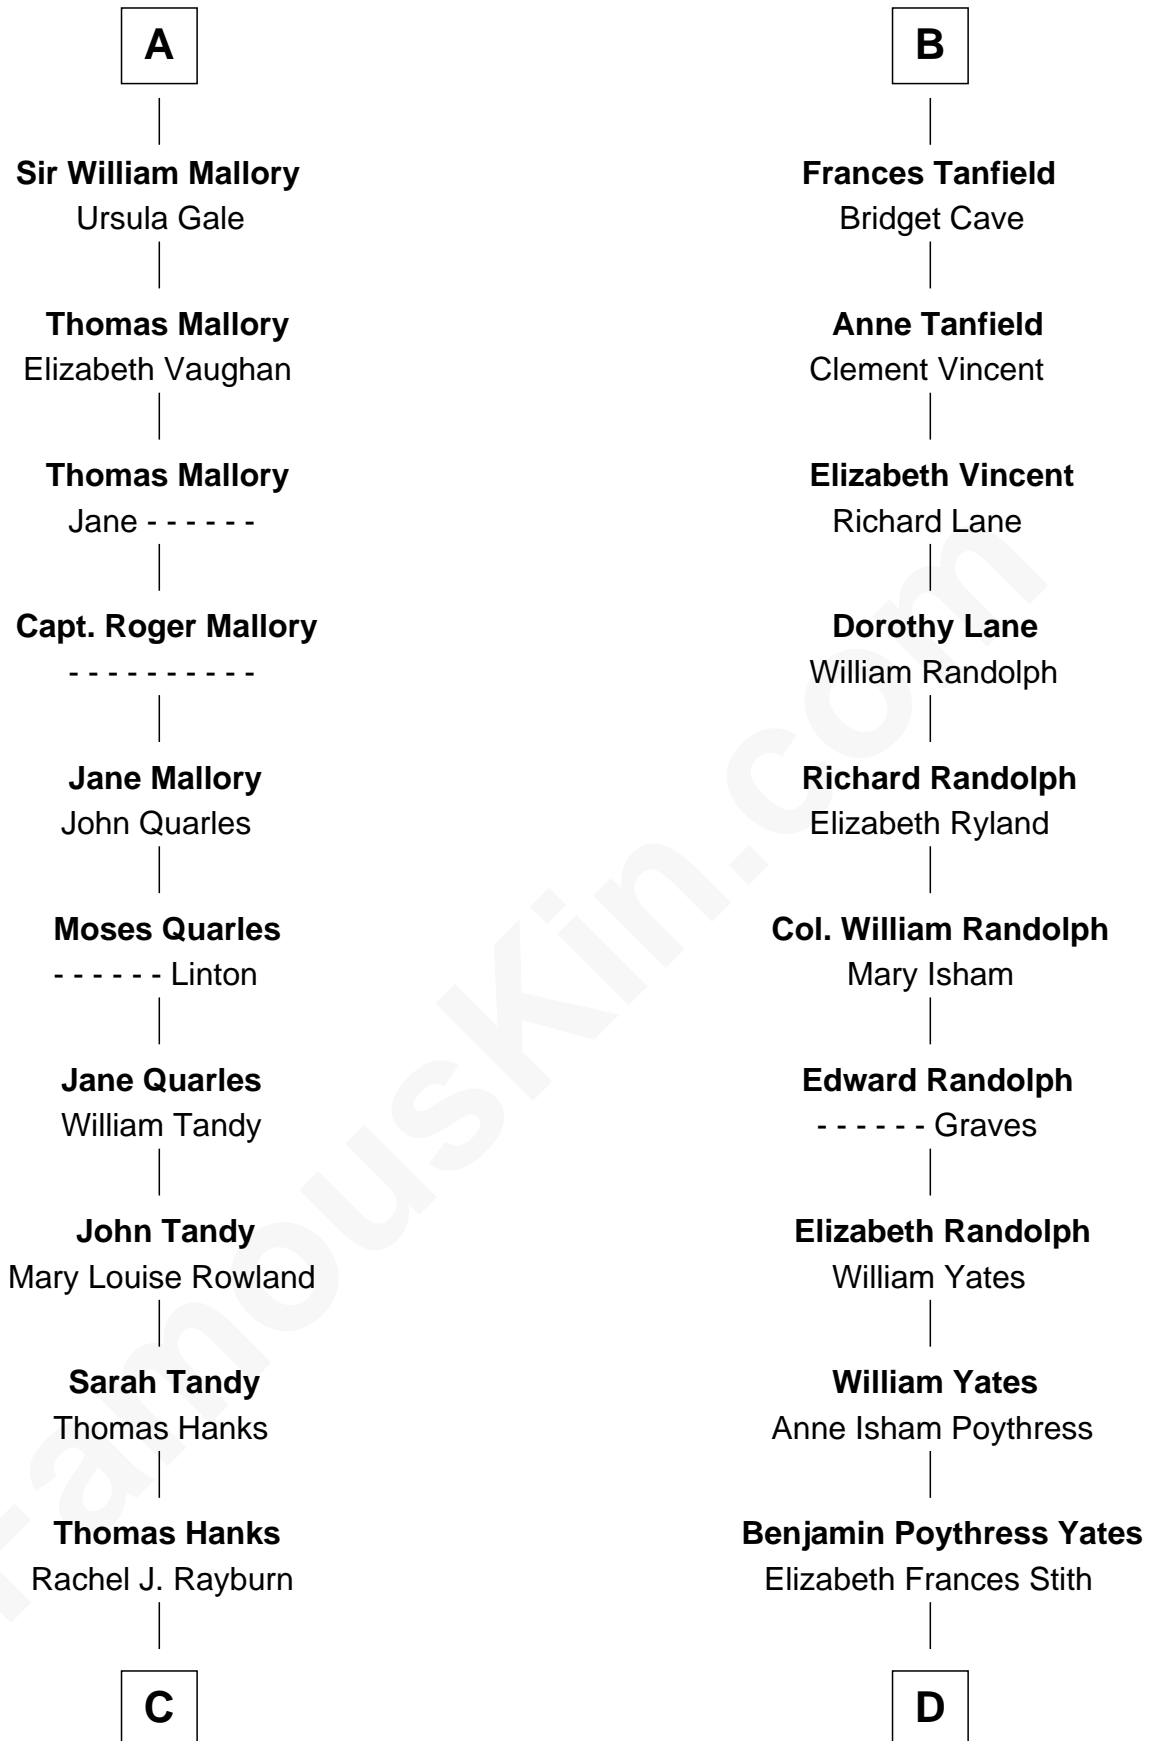 A
Sir William Mallory
Ursula Gale
Thomas Mallory
Elizabeth Vaughan
Thomas Mallory
Jane - - - - - -
Capt. Roger Mallory
- - - - - - - - - -
Jane Mallory
John Quarles
Moses Quarles
- - - - - - Linton
Jane Quarles
William Tandy
John Tandy
Mary Louise Rowland
Sarah Tandy
Thomas Hanks
Thomas Hanks
Rachel J. Rayburn
C
B
Frances Tanfield
Bridget Cave
Anne Tanfield
Clement Vincent
Elizabeth Vincent
Richard Lane
Dorothy Lane
William Randolph
Richard Randolph
Elizabeth Ryland
Col. William Randolph
Mary Isham
Edward Randolph
- - - - - - Graves
Elizabeth Randolph
William Yates
William Yates
Anne Isham Poythress
Benjamin Poythress Yates
Elizabeth Frances Stith
D
FamousKin.com